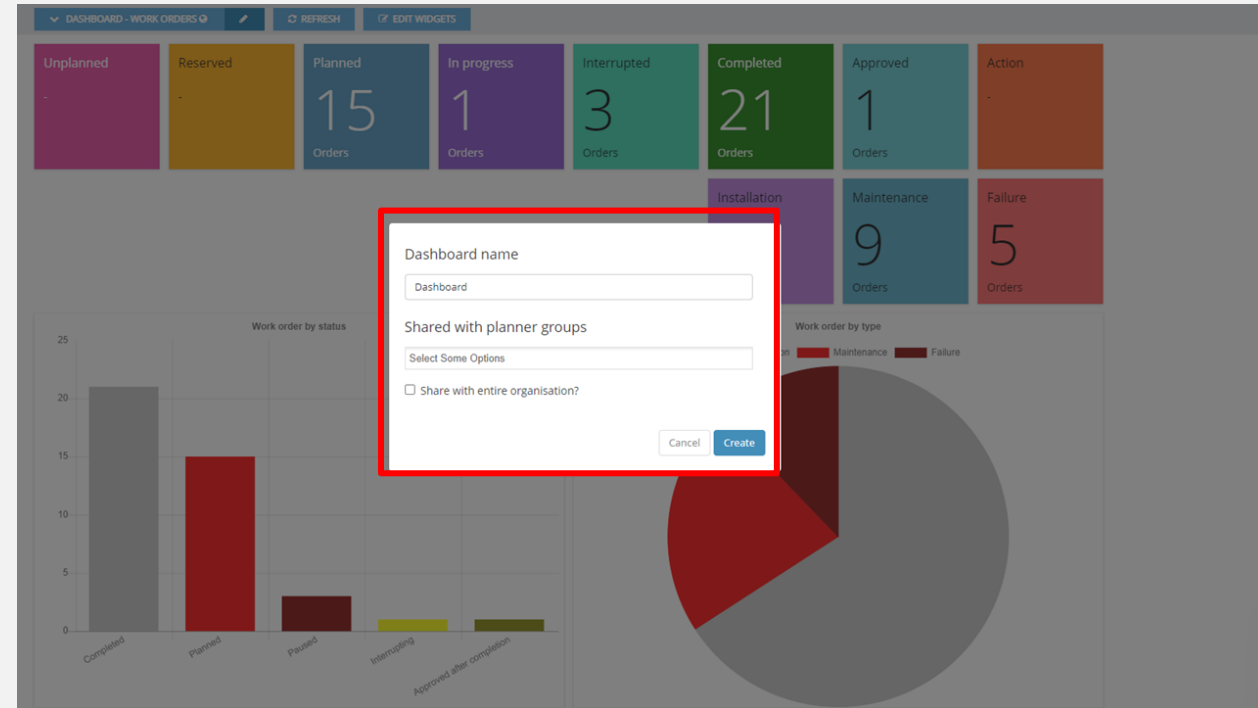 DASHBOARD - WORK ORDERS
REFRESH
EDIT WIDGETS
Unplanned
-
Reserved
-
Planned
15
Orders
In progress
1
Orders
Interrupted
3
Orders
Completed
21
Orders
Approved
1
Orders
Action
-
Installation
Maintenance
9
Orders
Failure
5
Orders
Dashboard name
Dashboard
Shared with planner groups
Select Some Options
Share with entire organisation?
Cancel
Create
Work order by status
25
20
15
10
5
0
Completed
Planned
Paused
Interrupting
Approved after completion
Work order by type
Maintenance
Failure